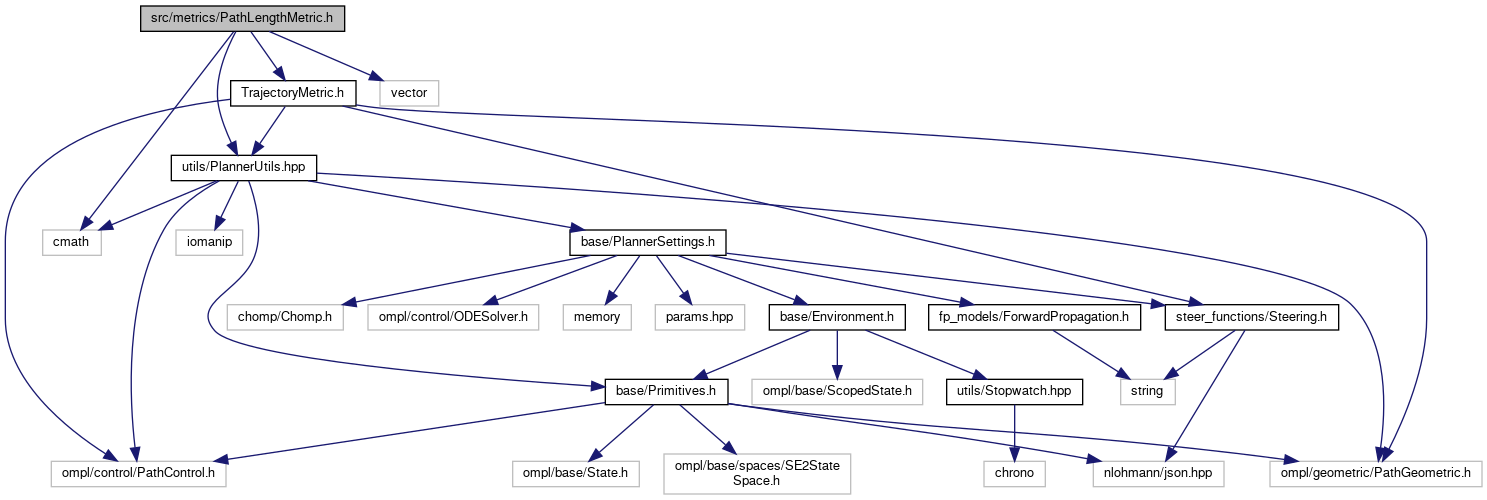 src/metrics/PathLengthMetric.h
TrajectoryMetric.h
vector
utils/PlannerUtils.hpp
cmath
iomanip
base/PlannerSettings.h
chomp/Chomp.h
ompl/control/ODESolver.h
memory
params.hpp
base/Environment.h
fp_models/ForwardPropagation.h
steer_functions/Steering.h
base/Primitives.h
ompl/base/ScopedState.h
utils/Stopwatch.hpp
string
ompl/control/PathControl.h
ompl/base/State.h
ompl/base/spaces/SE2State
Space.h
chrono
nlohmann/json.hpp
ompl/geometric/PathGeometric.h